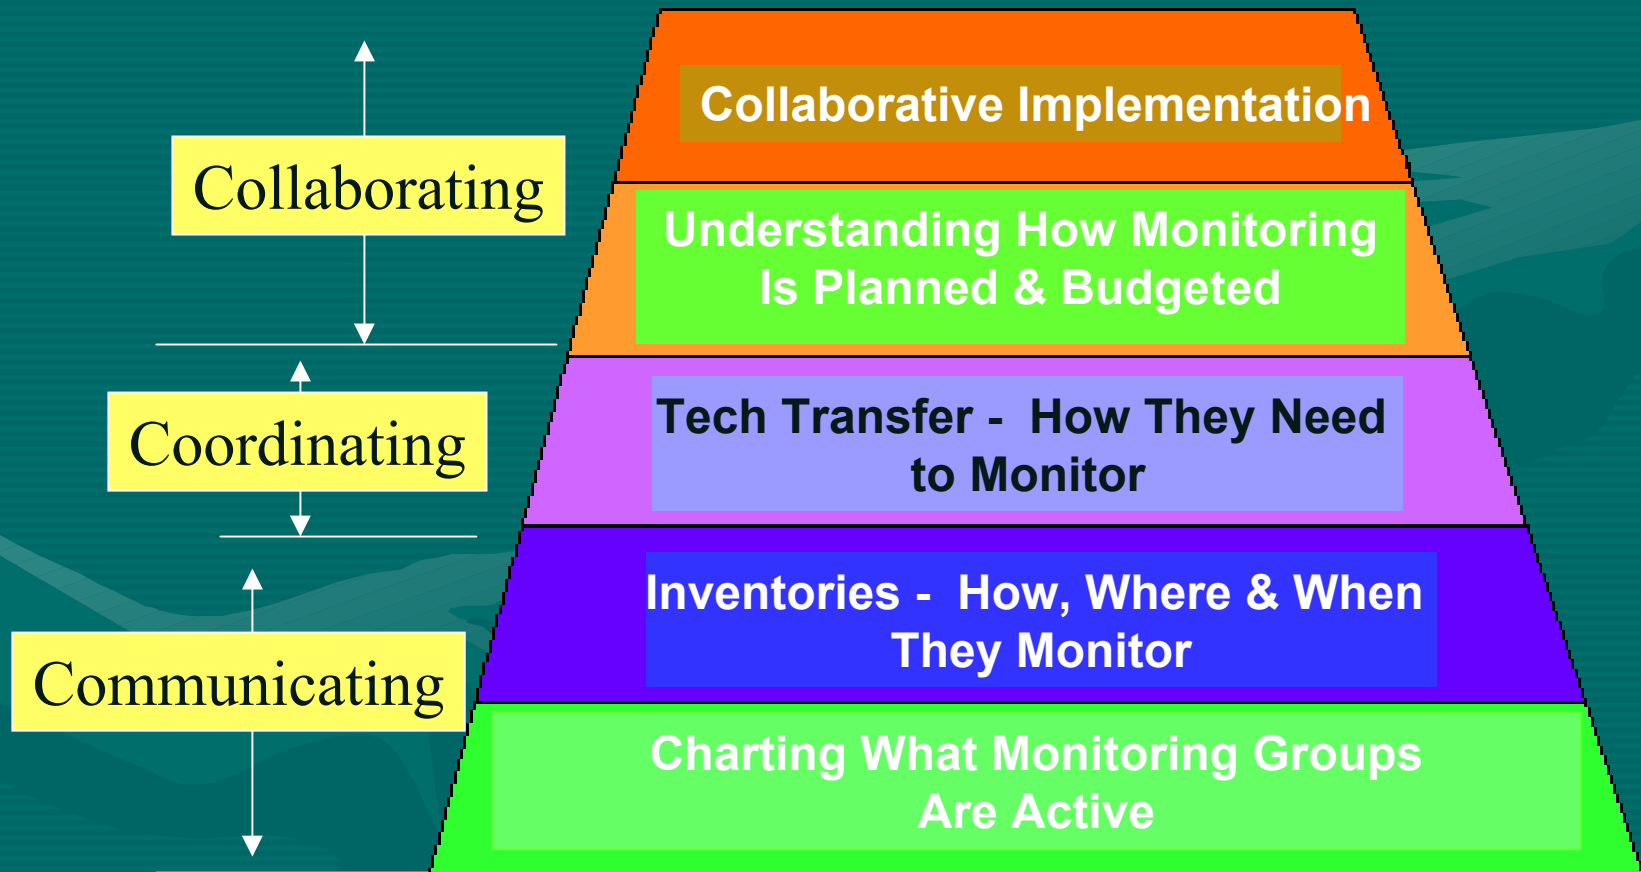 Collaborative Implementation
Collaborating
Understanding How Monitoring
Is Planned & Budgeted
Coordinating
Tech Transfer - How They Need
to Monitor
Inventories - How, Where & When
They Monitor
Communicating
Charting What Monitoring Groups
Are Active